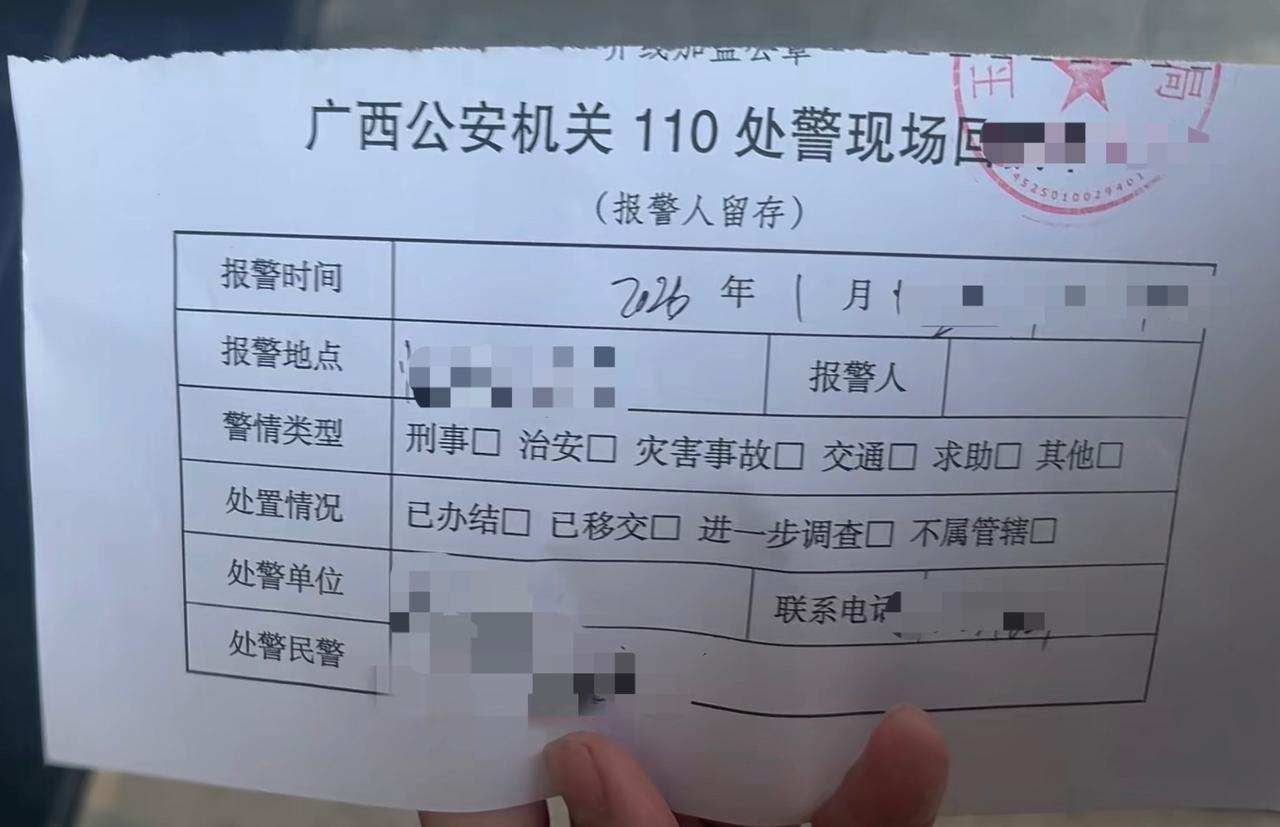 广西公安机关 110 处警现场回
4525010029401
（报警人留存）
报警时间 2026 年 1 月 1
报警地点 报警人
警情类型 刑事□ 治安□ 灾害事故□ 交通□ 求助□ 其他□
处置情况 已办结□ 已移交□ 进一步调查□ 不属管辖□
处警单位 联系电话
处警民警